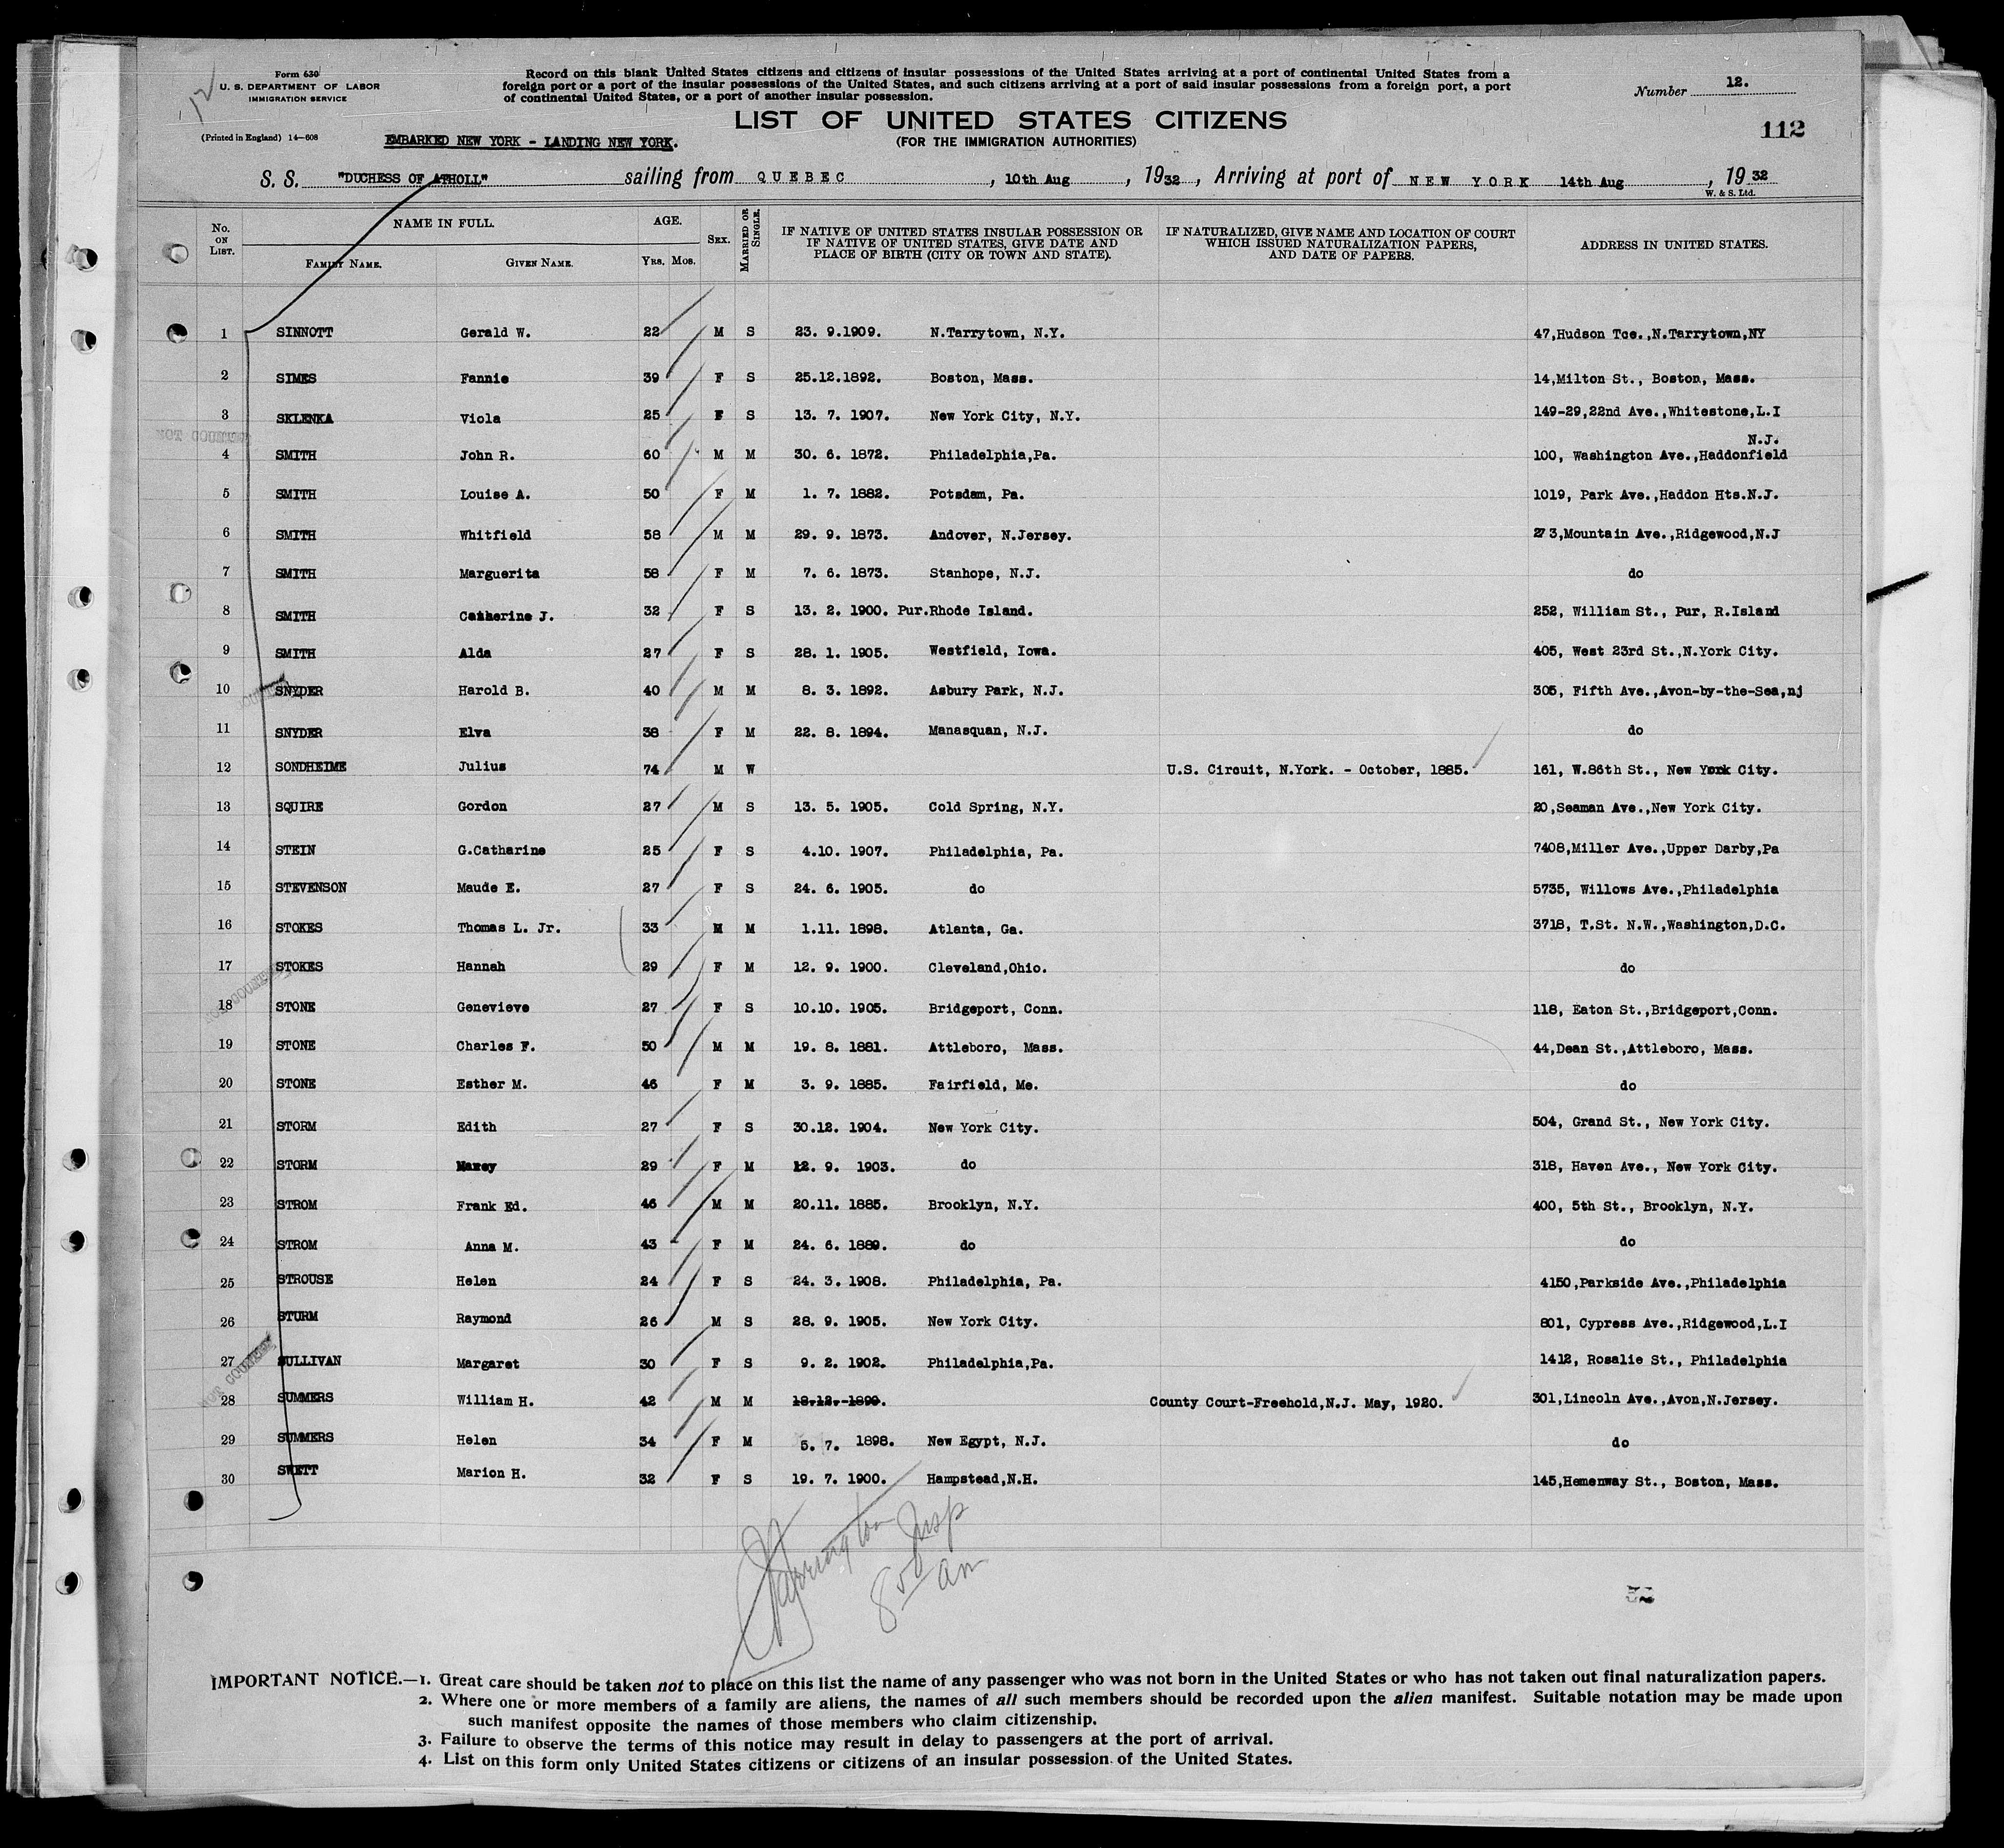 Form 630
U. S. DEPARTMENT OF LABOR
IMMIGRATION SERVICE
(Printed in England) 14—608
12
Record on this blank United States citizens and citizens of insular possessions of the United States arriving at a port of continental United States from a
foreign port or a port of the insular possessions of the United States, and such citizens arriving at a port of said insular possessions from a foreign port, a port
of continental United States, or a port of another insular possession.
Number 12.
LIST OF UNITED STATES CITIZENS
112
EMBARKED NEW YORK - LANDING NEW YORK.
(FOR THE IMMIGRATION AUTHORITIES)
S. S. "DUCHESS OF ATHOLL" sailing from QUEBEC, 10th Aug, 1932, Arriving at port of NEW YORK 14th Aug, 1932
W. & S. Ltd.
No. ON LIST. NAME IN FULL. FAMILY NAME. GIVEN NAME. AGE. YRS. MOS. SEX. MARRIED OR SINGLE. IF NATIVE OF UNITED STATES INSULAR POSSESSION OR IF NATIVE OF UNITED STATES, GIVE DATE AND PLACE OF BIRTH (CITY OR TOWN AND STATE). IF NATURALIZED, GIVE NAME AND LOCATION OF COURT WHICH ISSUED NATURALIZATION PAPERS, AND DATE OF PAPERS. ADDRESS IN UNITED STATES.
1 SINNOTT Gerald W. 22 M S 23. 9.1909. N.Tarrytown, N.Y. 47,Hudson Tce.,N.Tarrytown,NY
2 SIMES Fannie 39 F S 25.12.1892. Boston, Mass. 14,Milton St., Boston, Mass.
3 SKLENKA Viola 25 F S 13. 7. 1907. New York City, N.Y. 149-29,22nd Ave.,Whitestone,L.I
N.J.
4 SMITH John R. 60 M M 30. 6. 1872. Philadelphia,Pa. 100, Washington Ave.,Haddonfield
5 SMITH Louise A. 50 F M 1. 7. 1882. Potsdam, Pa. 1019, Park Ave.,Haddon Hts.N.J.
6 SMITH Whitfield 58 M M 29. 9. 1873. Andover, N.Jersey. 273,Mountain Ave.,Ridgewood,N.J
7 SMITH Marguerita 58 F M 7. 6. 1873. Stanhope, N.J. do
8 SMITH Catherine J. 32 F S 13. 2. 1900. Pur.Rhode Island. 252, William St., Pur, R.Island
9 SMITH Alda 27 F S 28. 1. 1905. Westfield, Iowa. 405, West 23rd St.,N.York City.
10 SNYDER Harold B. 40 M M 8. 3. 1892. Asbury Park, N.J. 305, Fifth Ave.,Avon-by-the-Sea,nj
11 SNYDER Elva 38 F M 22. 8. 1894. Manasquan, N.J. do
12 SONDHEIME Julius 74 M W U.S. Circuit, N.York. - October, 1885. 161, W.86th St., New York City.
13 SQUIRE Gordon 27 M S 13. 5. 1905. Cold Spring, N.Y. 20,Seaman Ave.,New York City.
14 STEIN G.Catharine 25 F S 4.10. 1907. Philadelphia, Pa. 7408,Miller Ave.,Upper Darby,Pa
15 STEVENSON Maude E. 27 F S 24. 6. 1905. do 5735, Willows Ave.,Philadelphia
16 STOKES Thomas L. Jr. 33 M M 1.11. 1898. Atlanta, Ga. 3718, T.St. N.W.,Washington,D.C.
17 STOKES Hannah 29 F M 12. 9. 1900. Cleveland,Ohio. do
18 STONE Genevieve 27 F S 10.10. 1905. Bridgeport, Conn. 118, Eaton St.,Bridgeport,Conn.
19 STONE Charles F. 50 M M 19. 8. 1881. Attleboro, Mass. 44,Dean St.,Attleboro, Mass.
20 STONE Esther M. 46 F M 3. 9. 1885. Fairfield, Me. do
21 STORM Edith 27 F S 30.12. 1904. New York City. 504, Grand St., New York City.
22 STORM 29 F M 12. 9. 1903. do 318, Haven Ave., New York City.
23 STROM Frank Ed. 46 M M 20.11. 1885. Brooklyn, N.Y. 400, 5th St., Brooklyn, N.Y.
24 STROM Anna M. 43 F M 24. 6. 1889. do do
25 STROUSE Helen 24 F S 24. 3. 1908. Philadelphia, Pa. 4150,Parkside Ave.,Philadelphia
26 STURM Raymond 26 M S 28. 9. 1905. New York City. 801, Cypress Ave.,Ridgewood,L.I
27 SULLIVAN Margaret 30 F S 9. 2. 1902. Philadelphia,Pa. 1412, Rosalie St., Philadelphia
28 SUMMERS William H. 42 M M 18.12.-1899. County Court-Freehold,N.J. May, 1920. 301,Lincoln Ave.,Avon,N.Jersey.
29 SUMMERS Helen 34 F M 5. 7. 1898. New Egypt, N.J. do
30 SWETT Marion H. 32 F S 19. 7. 1900. Hampstead,N.H. 145,Hemenway St., Boston, Mass.
Insp
850 am
IMPORTANT NOTICE.—1. Great care should be taken not to place on this list the name of any passenger who was not born in the United States or who has not taken out final naturalization papers.
2. Where one or more members of a family are aliens, the names of all such members should be recorded upon the alien manifest. Suitable notation may be made upon
such manifest opposite the names of those members who claim citizenship.
3. Failure to observe the terms of this notice may result in delay to passengers at the port of arrival.
4. List on this form only United States citizens or citizens of an insular possession of the United States.